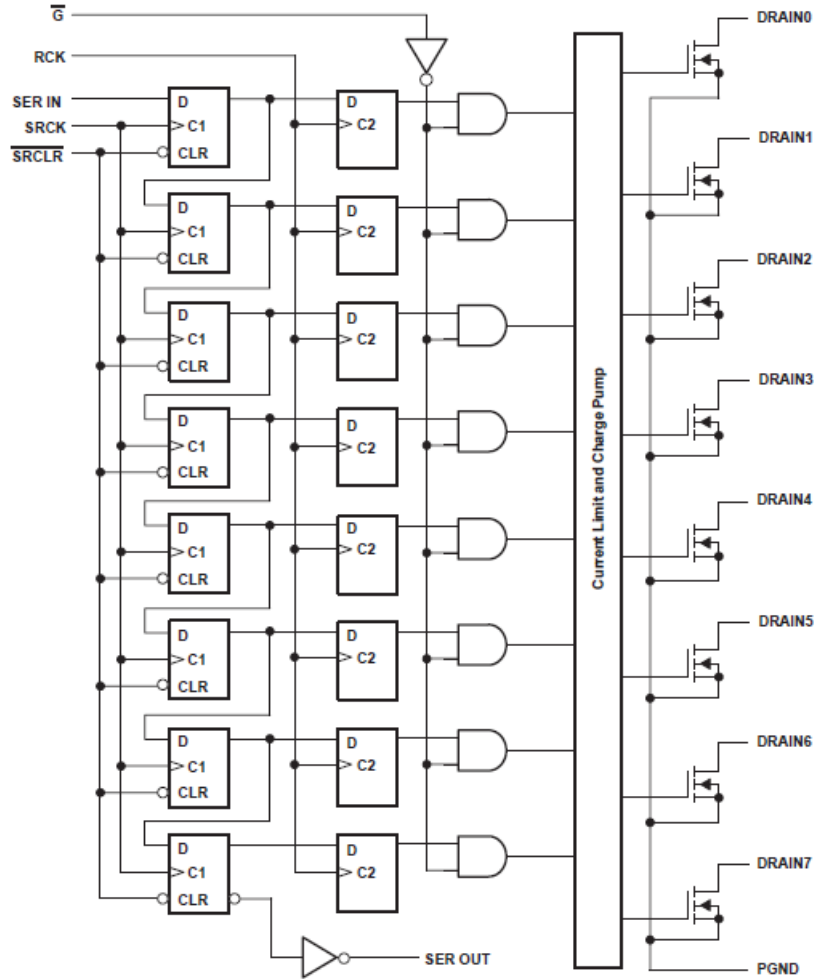 G
DRAIN0
RCK
SER IN
D
D
SRCK
C1
C2
SRCLR
CLR
DRAIN1
D
D
C1
C2
CLR
DRAIN2
D
D
C1
C2
CLR
DRAIN3
D
D
C1
C2
CLR
Current Limit and Charge Pump
DRAIN4
D
D
C1
C2
CLR
DRAIN5
D
D
C1
C2
CLR
DRAIN6
D
D
C1
C2
CLR
DRAIN7
D
D
C1
C2
CLR
SER OUT
PGND